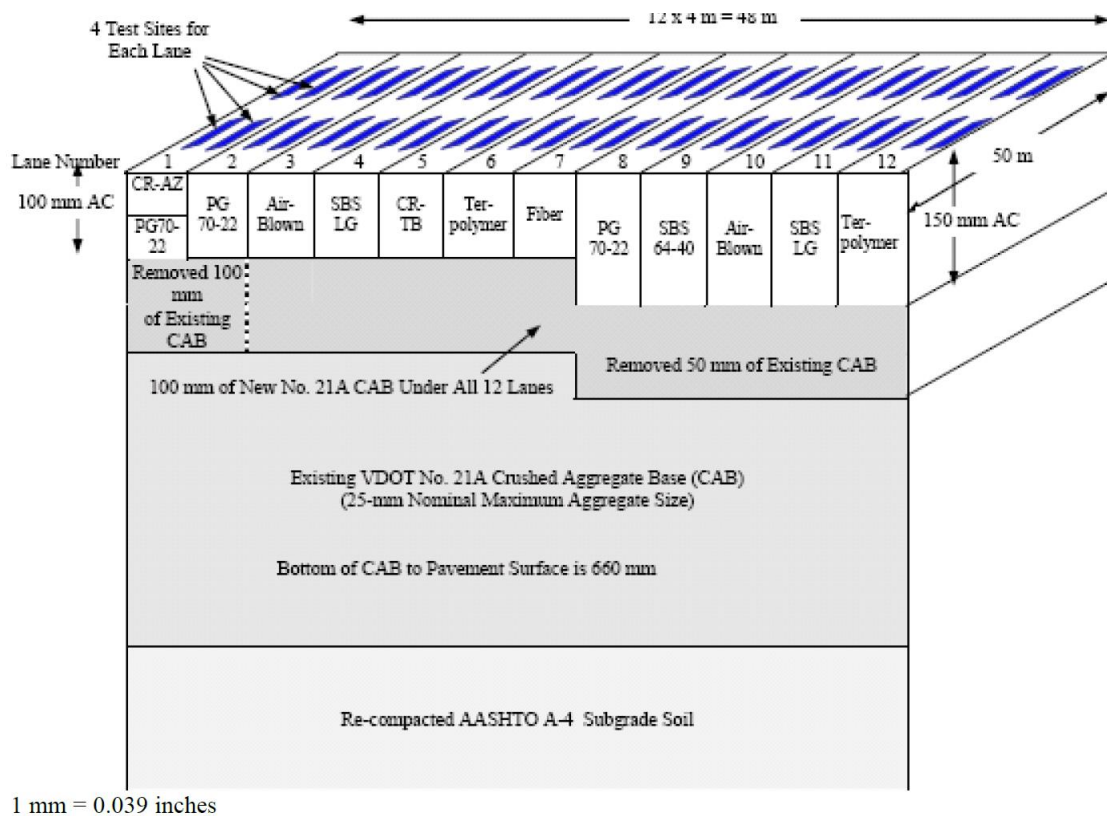 12 x 4 m = 48 m
4 Test Sites for
Each Lane
50 m
Lane Number
1 2 3 4 5 6 7 8 9 10 11 12
100 mm AC
150 mm AC
CR-AZ
PG70-
22
PG
70-22
Air-
Blown
SBS
LG
CR-
TB
Ter-
polymer
Fiber
PG
70-22
SBS
64-40
Air-
Blown
SBS
LG
Ter-
polymer
Removed 100
mm
of Existing
CAB
Removed 50 mm of Existing CAB
100 mm of New No. 21A CAB Under All 12 Lanes
Existing VDOT No. 21A Crushed Aggregate Base (CAB)
(25-mm Nominal Maximum Aggregate Size)
Bottom of CAB to Pavement Surface is 660 mm
Re-compacted AASHTO A-4 Subgrade Soil
1 mm = 0.039 inches